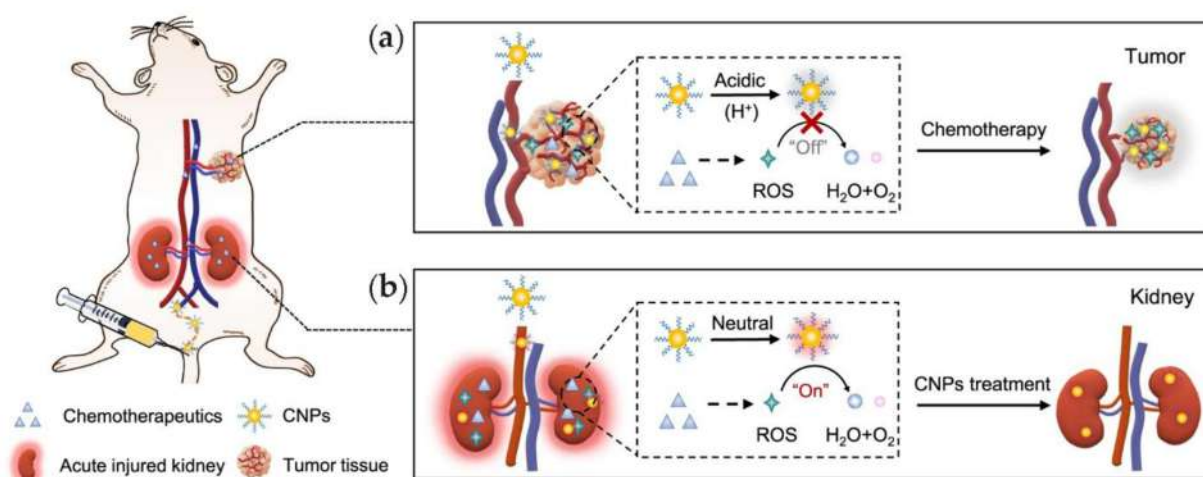 (a)
Acidic
(H⁺)
"Off"
ROS
H₂O+O₂
Chemotherapy
Tumor
(b)
Neutral
"On"
ROS
H₂O+O₂
CNPs treatment
Kidney
Chemotherapeutics
CNPs
Acute injured kidney
Tumor tissue